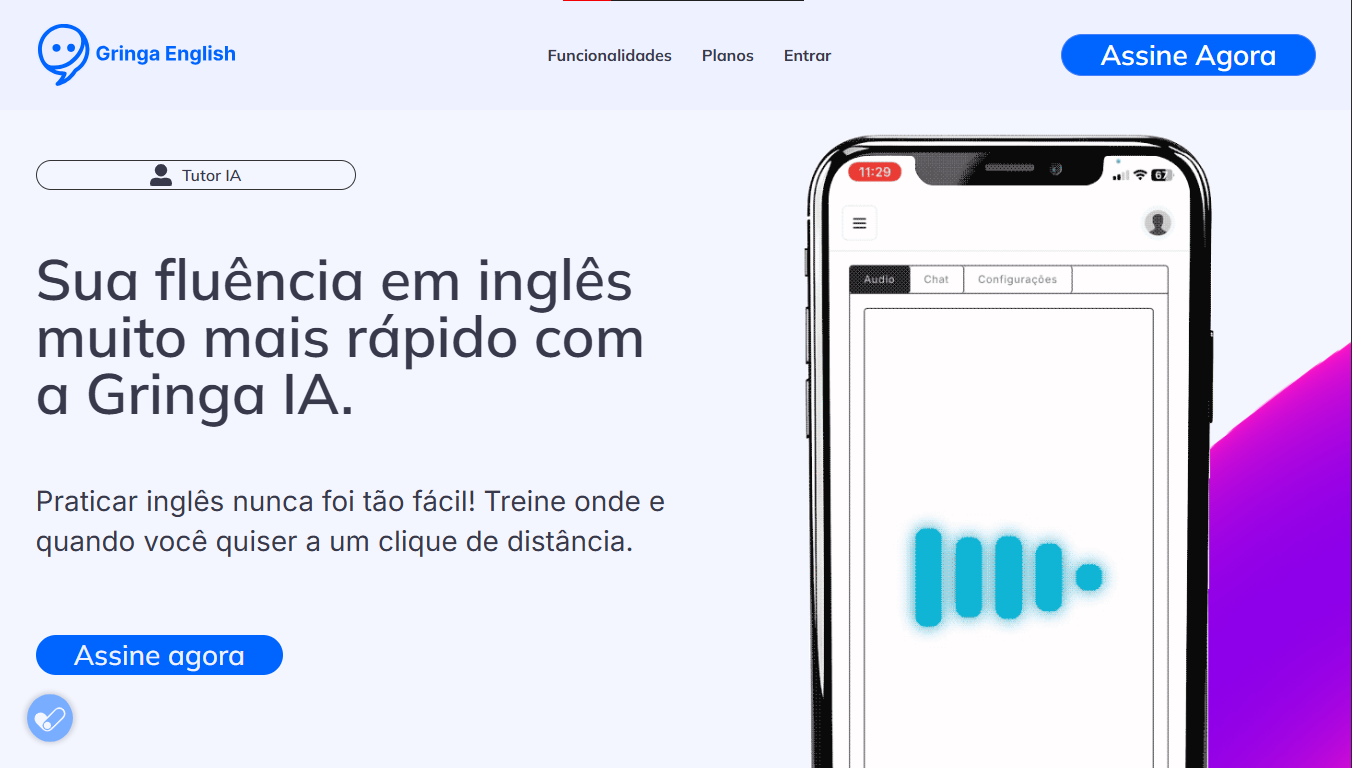 Gringa English
Funcionalidades
Planos
Entrar
Assine Agora
Tutor IA
Sua fluência em inglês
muito mais rápido com
a Gringa IA.
Praticar inglês nunca foi tão fácil! Treine onde e
quando você quiser a um clique de distância.
Assine agora
11:29
67
Audio
Chat
Configurações